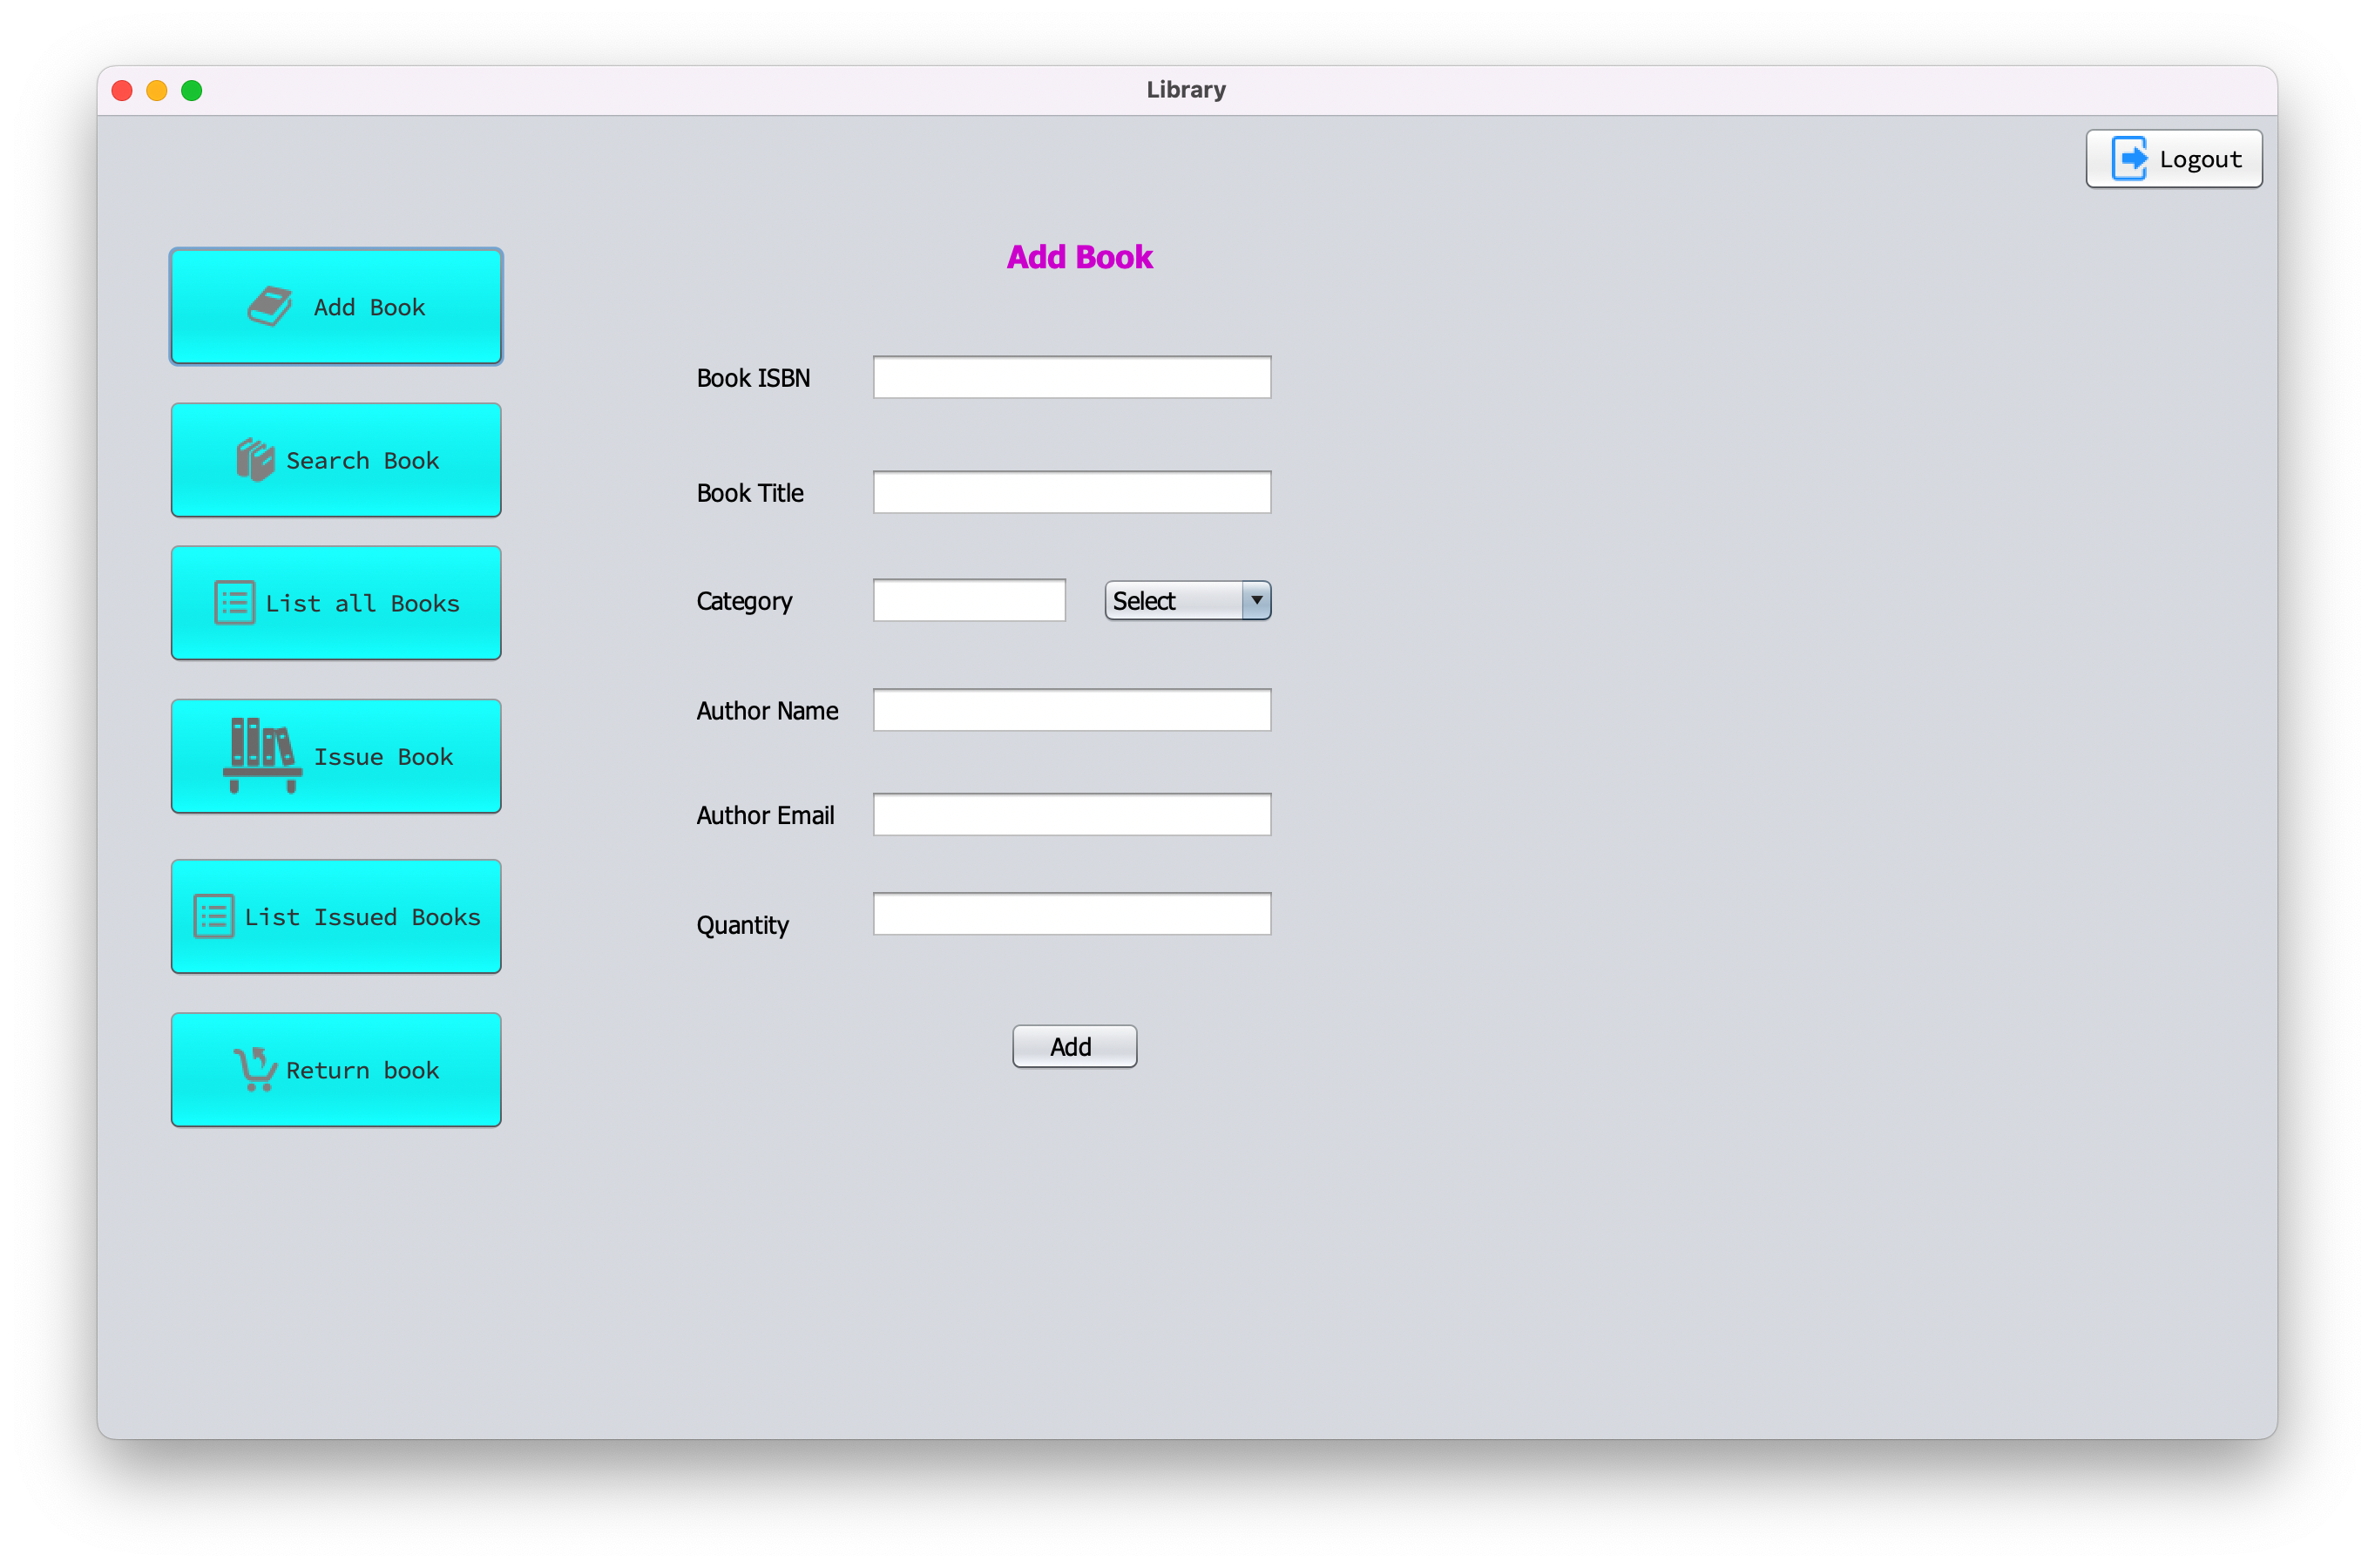 Library
Logout
Add Book
Search Book
List all Books
Issue Book
List Issued Books
Return book
Add Book
Book ISBN
Book Title
Category Select
Author Name
Author Email
Quantity
Add